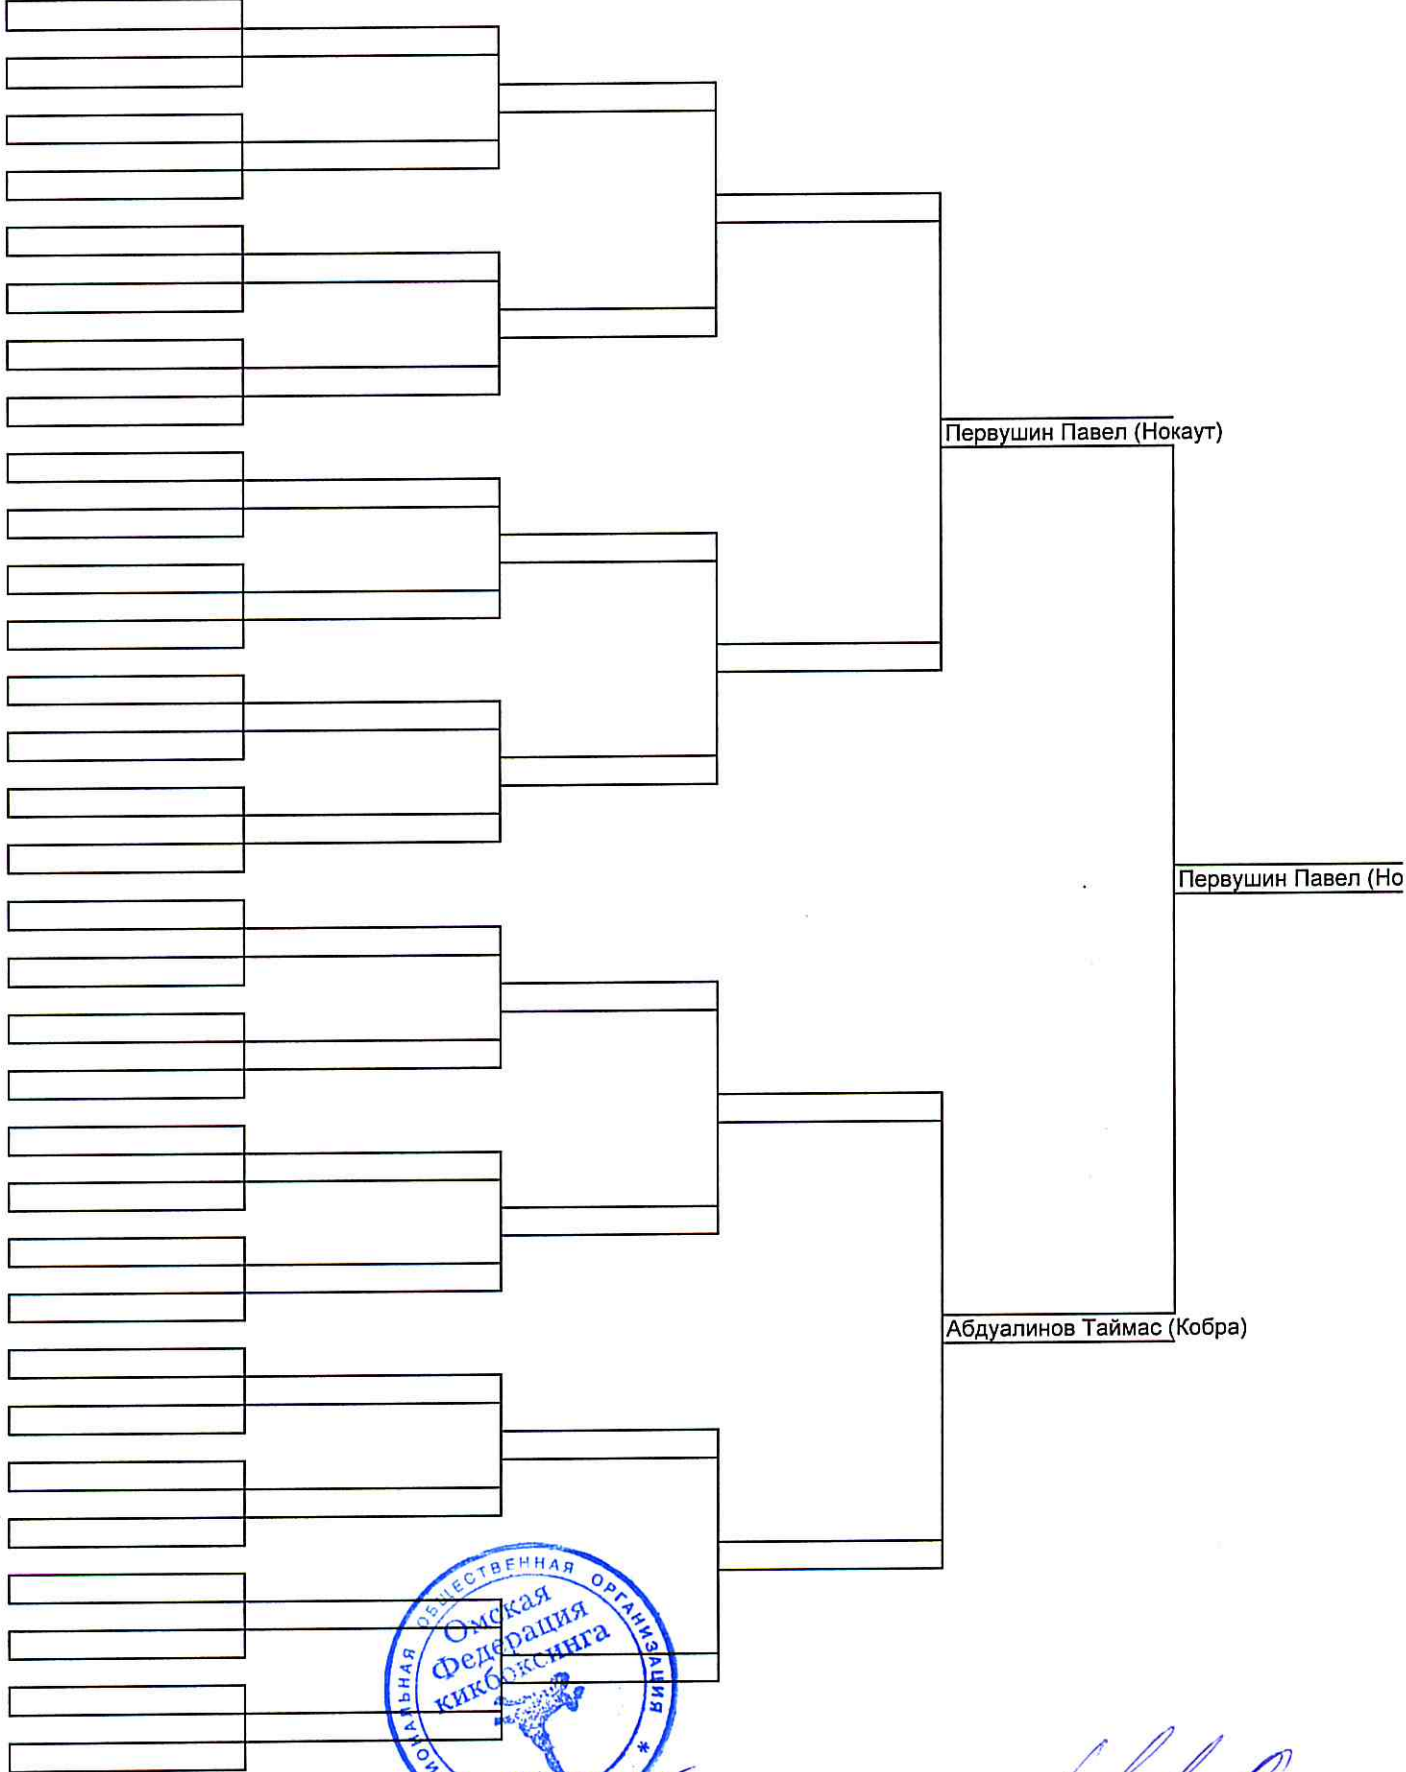 Первушин Павел (Нокаут)
Первушин Павел (Но
Абдуалинов Таймас (Кобра)
ОБЩЕСТВЕННАЯ ОРГАНИЗАЦИЯ *
Омская
Федерация
кикбоксинга